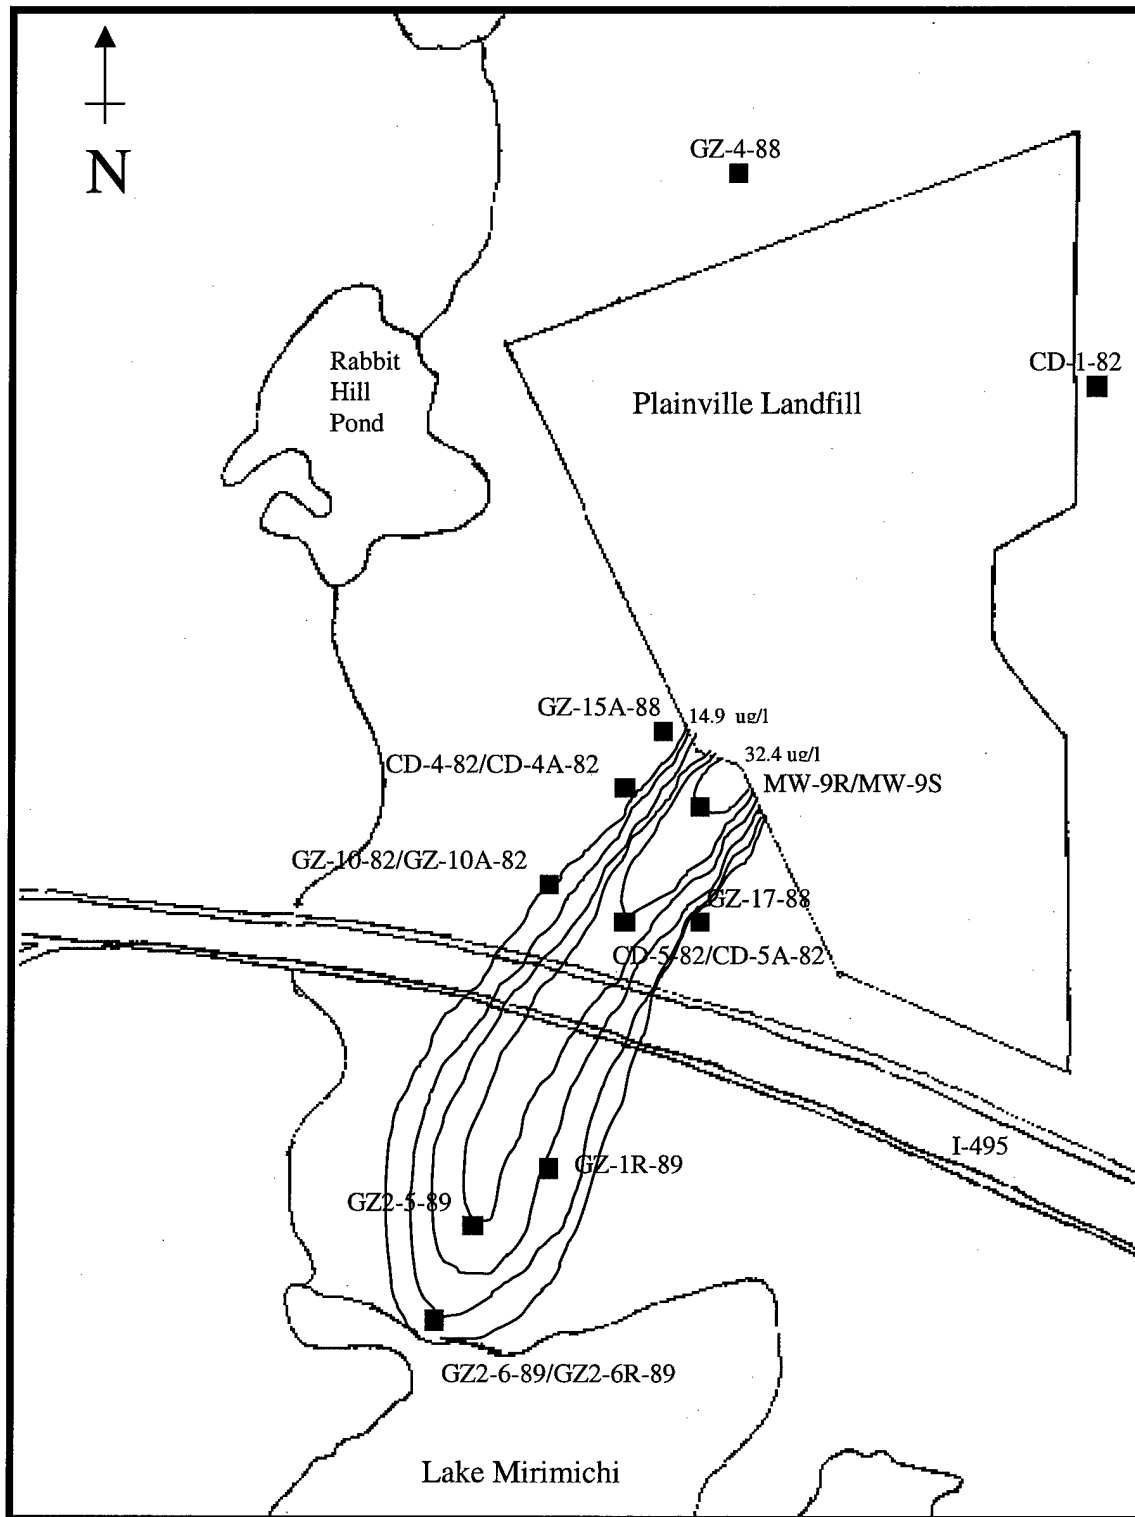 GZ-4-88
N
CD-1-82
Rabbit
Hill
Pond
Plainville Landfill
GZ-15A-88
14.9 ug/l
32.4 ug/l
CD-4-82/CD-4A-82
MW-9R/MW-9S
GZ-10-82/GZ-10A-82
GZ-17-88
CD-5-82/CD-5A-82
I-495
GZ-1R-89
GZ2-5-89
GZ2-6-89/GZ2-6R-89
Lake Mirimichi